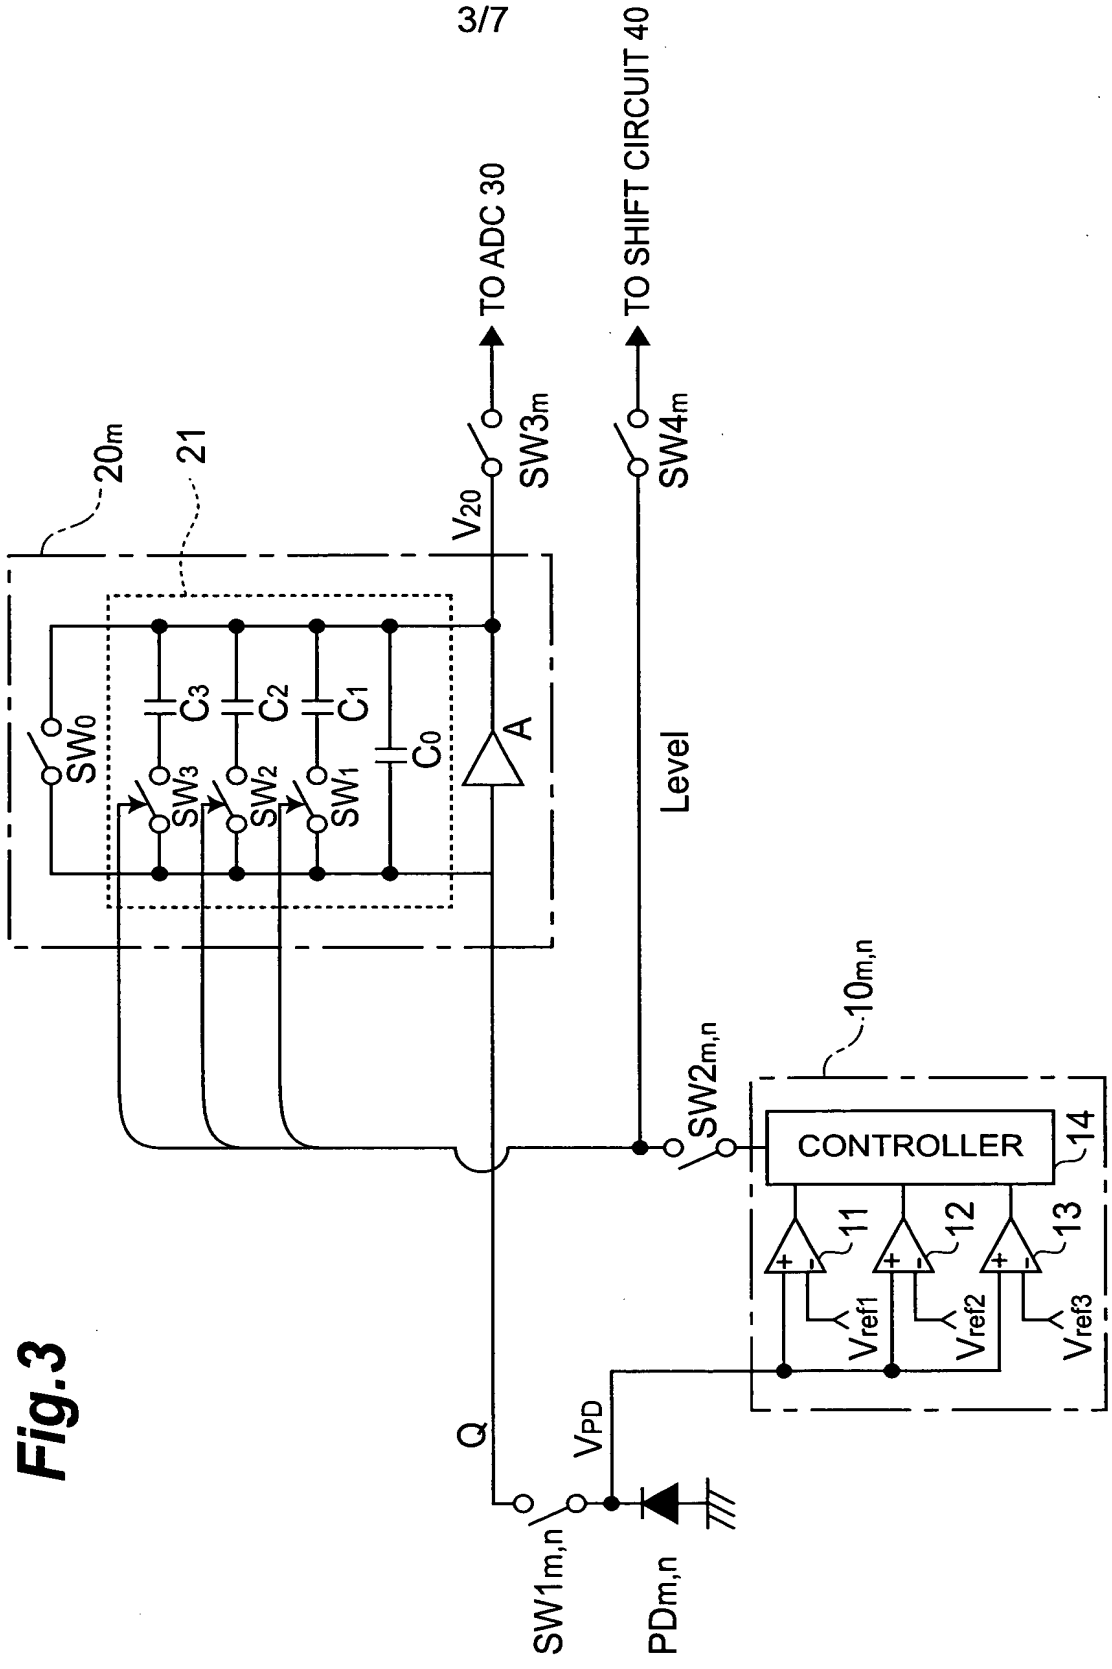 3/7
Fig.3
20m
21
SW0
SW3
C3
SW2
C2
SW1
C1
C0
A
V20
SW3m
TO ADC 30
Q
SW1m,n
VPD
PDm,n
Level
SW4m
TO SHIFT CIRCUIT 40
SW2m,n
10m,n
CONTROLLER
14
+
-
11
Vref1
+
-
12
Vref2
+
-
13
Vref3